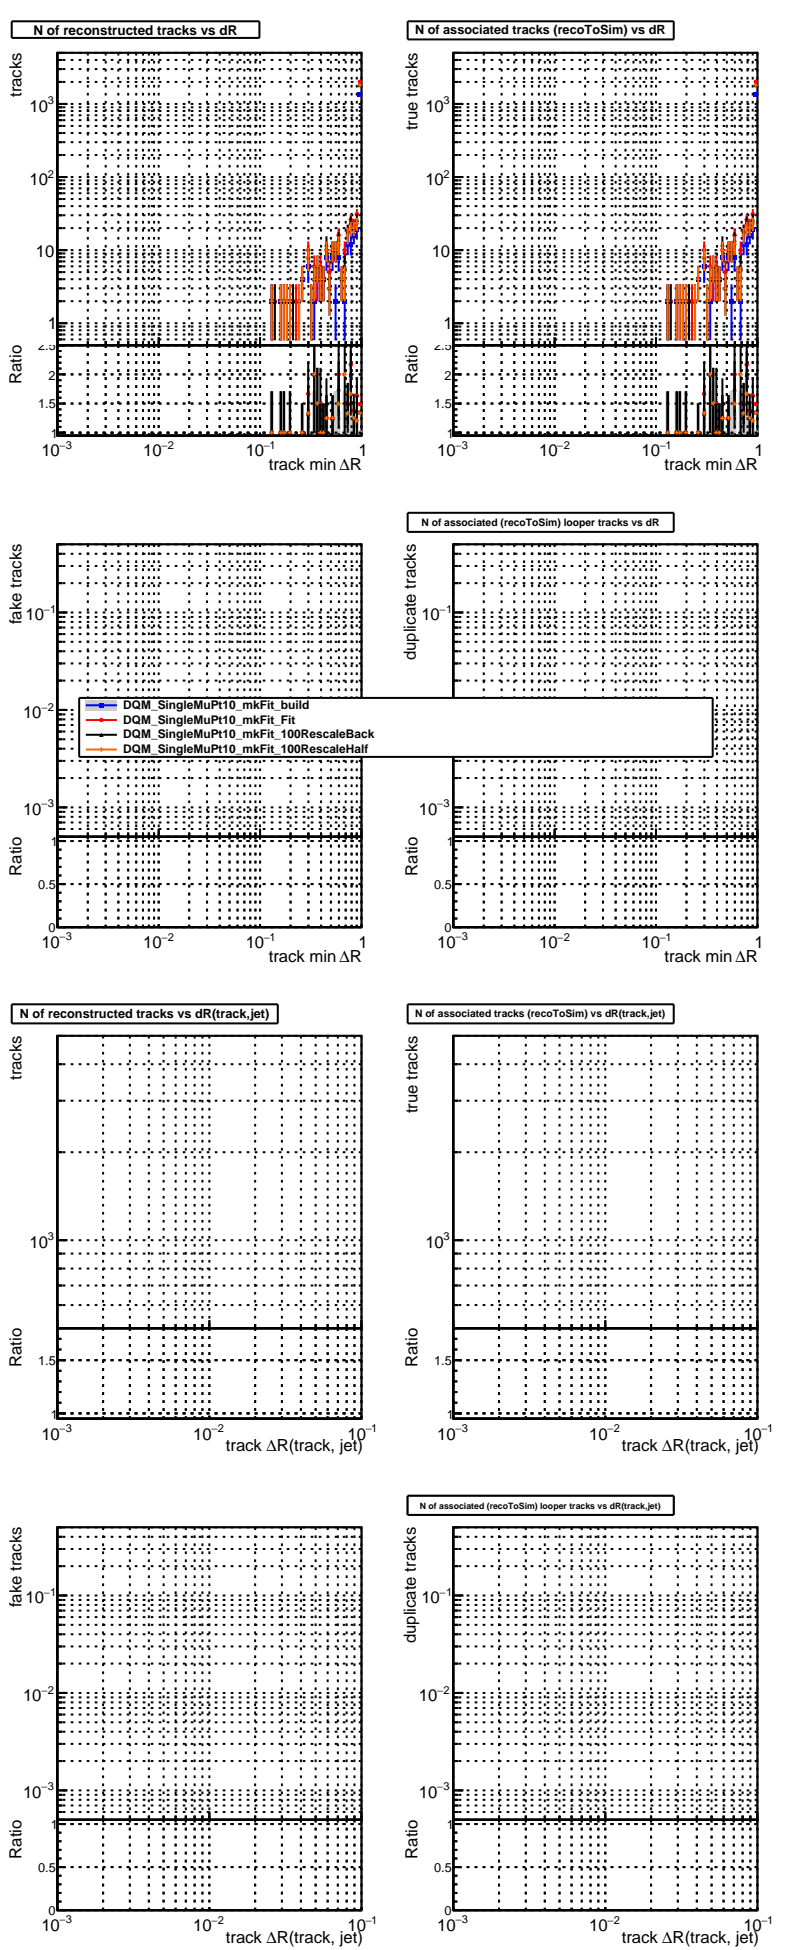 N of reconstructed tracks vs dR
tracks
10³
10²
10
1
Ratio
2.5
2
1.5
1
10⁻³ 10⁻² 10⁻¹ 1
track min ΔR
N of associated tracks (recoToSim) vs dR
true tracks
10³
10²
10
1
Ratio
2.5
2
1.5
1
10⁻³ 10⁻² 10⁻¹ 1
track min ΔR
fake tracks
10⁻¹
10⁻²
10⁻³
Ratio
1
0.5
0
10⁻³ 10⁻² 10⁻¹ 1
track min ΔR
N of associated (recoToSim) looper tracks vs dR
duplicate tracks
10⁻¹
10⁻³
Ratio
1
0.5
0
10⁻³ 10⁻² 10⁻¹ 1
track min ΔR
DQM_SingleMuPt10_mkFit_build
DQM_SingleMuPt10_mkFit_Fit
DQM_SingleMuPt10_mkFit_100RescaleBack
DQM_SingleMuPt10_mkFit_100RescaleHalf
N of reconstructed tracks vs dR(track,jet)
tracks
10³
Ratio
1.5
1
10⁻³ 10⁻² 10⁻¹
track ΔR(track, jet)
N of associated tracks (recoToSim) vs dR(track,jet)
true tracks
10³
Ratio
1.5
1
10⁻³ 10⁻² 10⁻¹
track ΔR(track, jet)
fake tracks
10⁻¹
10⁻²
10⁻³
Ratio
1
0.5
0
10⁻³ 10⁻² 10⁻¹
track ΔR(track, jet)
N of associated (recoToSim) looper tracks vs dR(track,jet)
duplicate tracks
10⁻¹
10⁻²
10⁻³
Ratio
1
0.5
0
10⁻³ 10⁻² 10⁻¹
track ΔR(track, jet)